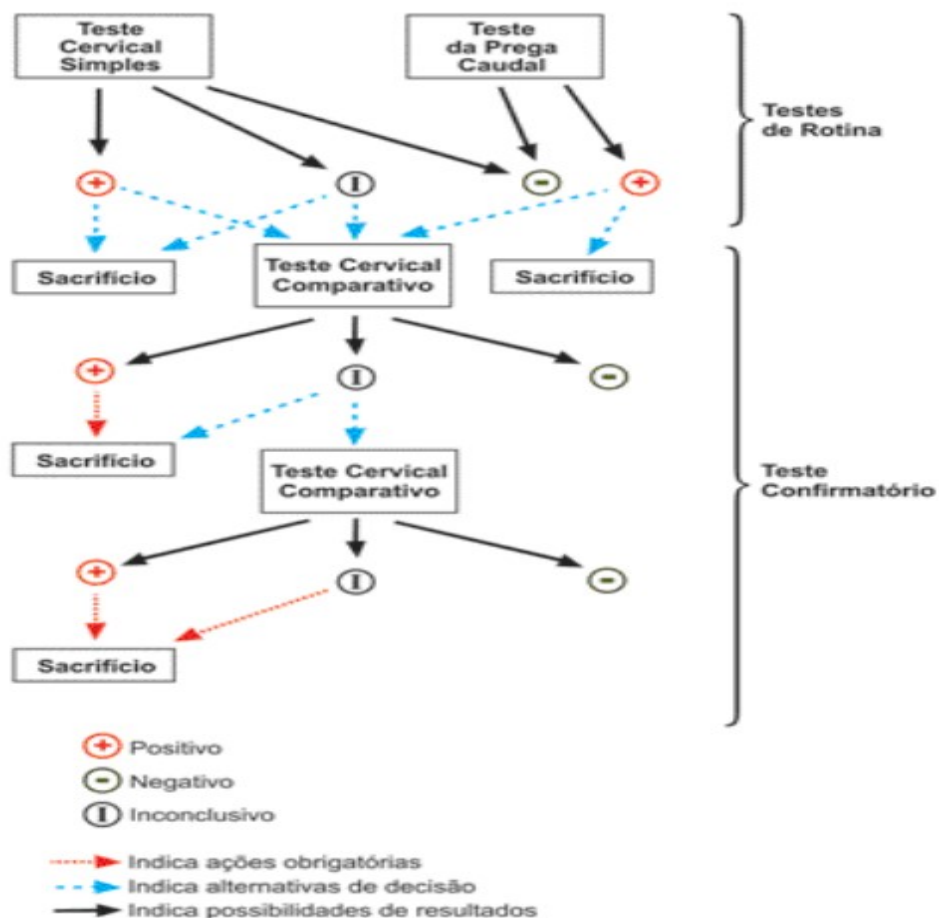 Teste
Cervical
Simples
Teste
da Prega
Caudal
Testes
de Rotina
+
I
-
+
Sacrifício
Teste Cervical
Comparativo
Sacrifício
+
I
-
Sacrifício
Teste Cervical
Comparativo
Teste
Confirmatório
+
I
-
Sacrifício
+ Positivo
- Negativo
I Inconclusivo
Indica ações obrigatórias
Indica alternativas de decisão
Indica possibilidades de resultados